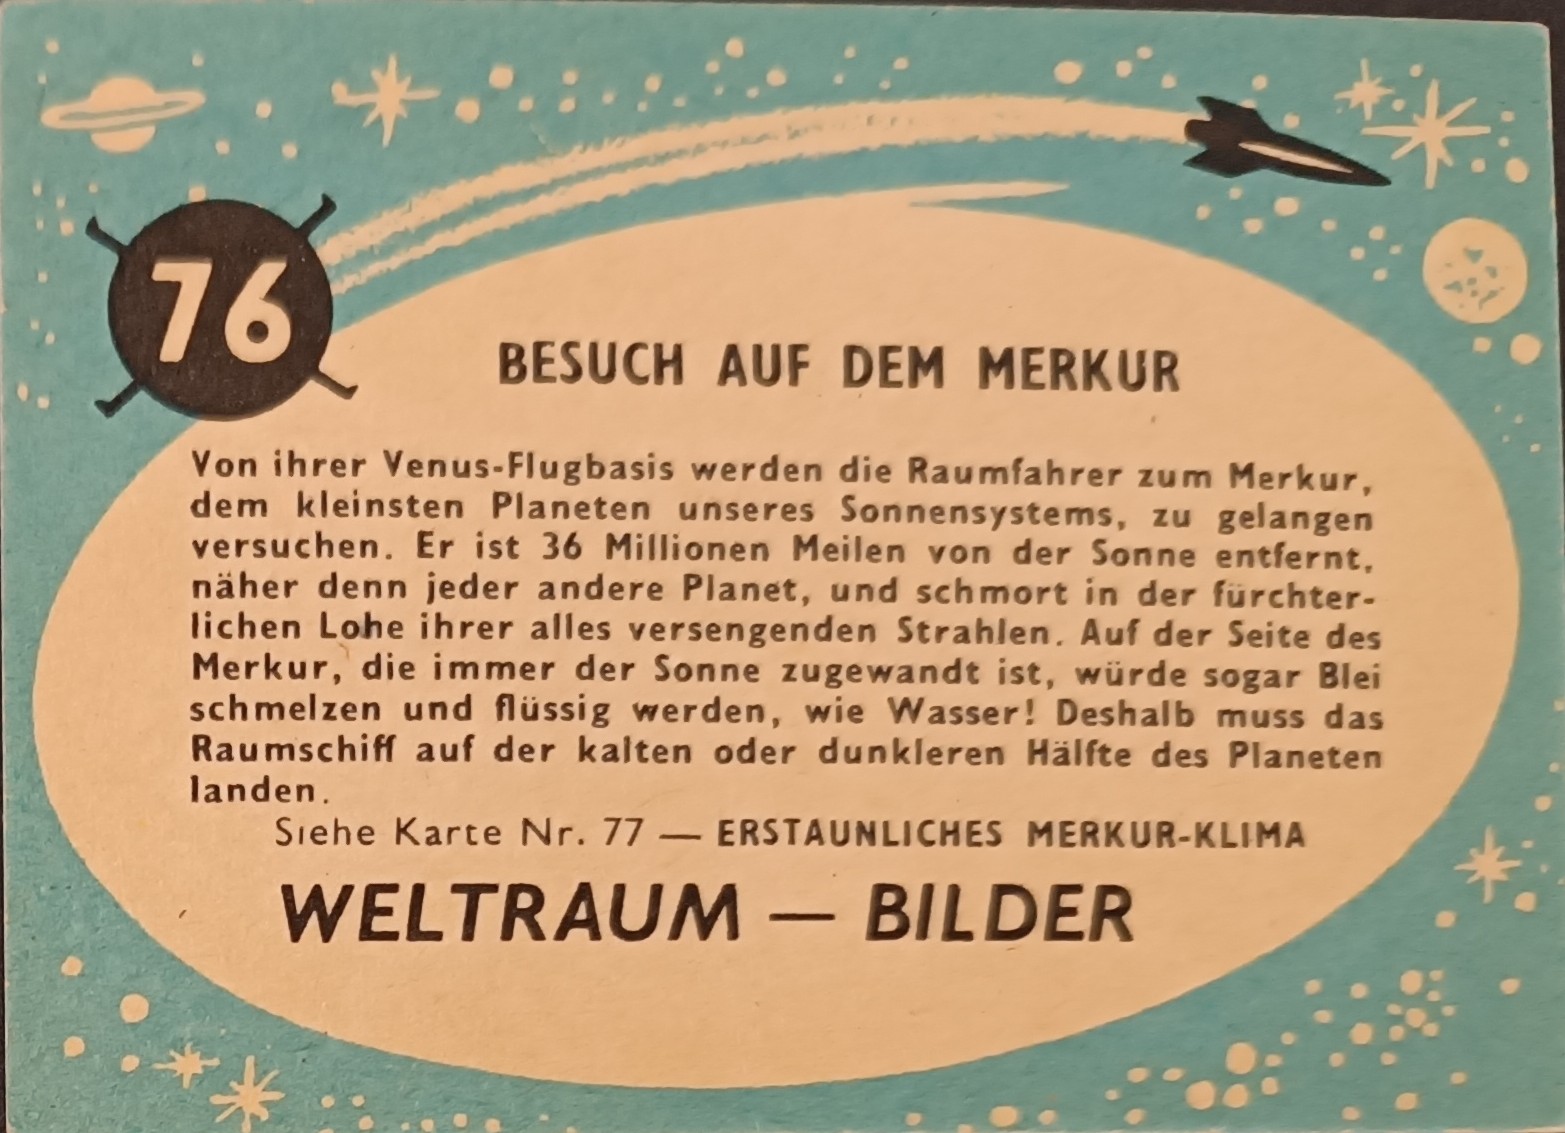 76
BESUCH AUF DEM MERKUR
Von ihrer Venus-Flugbasis werden die Raumfahrer zum Merkur,
dem kleinsten Planeten unseres Sonnensystems, zu gelangen
versuchen. Er ist 36 Millionen Meilen von der Sonne entfernt,
näher denn jeder andere Planet, und schmort in der fürchter-
lichen Lohe ihrer alles versengenden Strahlen. Auf der Seite des
Merkur, die immer der Sonne zugewandt ist, würde sogar Blei
schmelzen und flüssig werden, wie Wasser! Deshalb muss das
Raumschiff auf der kalten oder dunkleren Hälfte des Planeten
landen.
Siehe Karte Nr. 77 — ERSTAUNLICHES MERKUR-KLIMA
WELTRAUM — BILDER